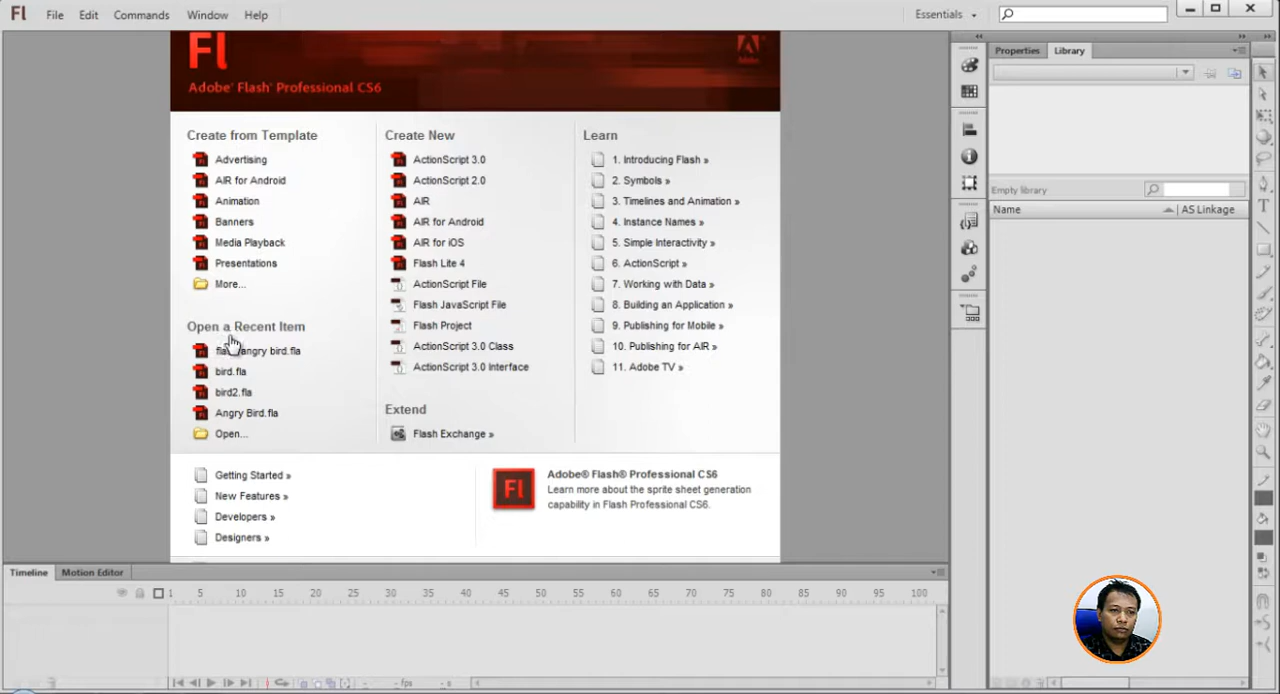 Fl File Edit Commands Window Help Essentials
Fl
Adobe® Flash® Professional CS6
Adobe
Create from Template
Advertising
AIR for Android
Animation
Banners
Media Playback
Presentations
More...
Open a Recent Item
angry bird.fla
bird.fla
bird2.fla
Angry Bird.fla
Open...
Create New
ActionScript 3.0
ActionScript 2.0
AIR
AIR for Android
AIR for iOS
Flash Lite 4
ActionScript File
Flash JavaScript File
Flash Project
ActionScript 3.0 Class
ActionScript 3.0 Interface
Extend
Flash Exchange »
Learn
1. Introducing Flash »
2. Symbols »
3. Timelines and Animation »
4. Instance Names »
5. Simple Interactivity »
6. ActionScript »
7. Working with Data »
8. Building an Application »
9. Publishing for Mobile »
10. Publishing for AIR »
11. Adobe TV »
Getting Started »
New Features »
Developers »
Designers »
Fl
Adobe® Flash® Professional CS6
Learn more about the sprite sheet generation
capability in Flash Professional CS6.
Properties Library
Empty library
Name AS Linkage
Timeline Motion Editor
1 5 10 15 20 25 30 35 40 45 50 55 60 65 70 75 80 85 90 95 100
fps